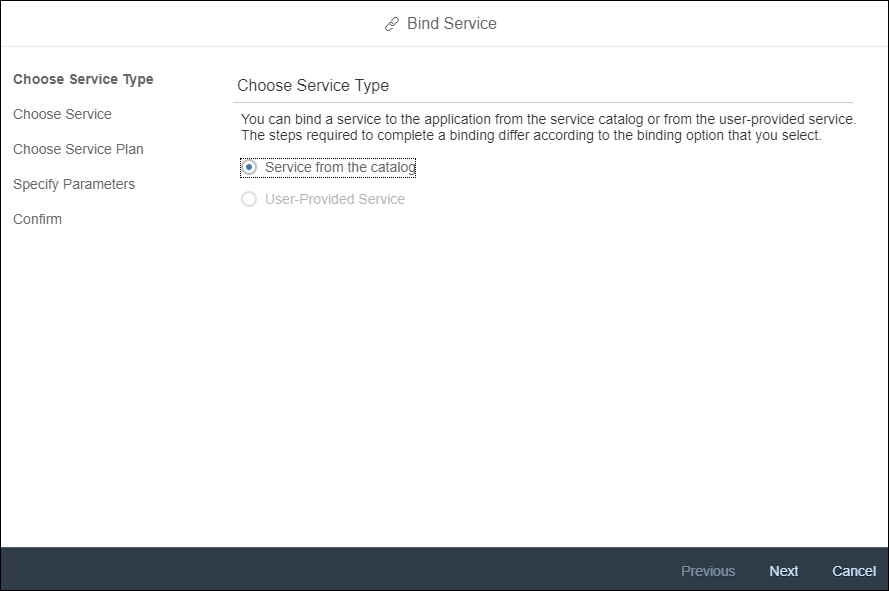 Bind Service
Choose Service Type
Choose Service
Choose Service Plan
Specify Parameters
Confirm
Choose Service Type
You can bind a service to the application from the service catalog or from the user-provided service.
The steps required to complete a binding differ according to the binding option that you select.
Service from the catalog
User-Provided Service
Previous
Next
Cancel